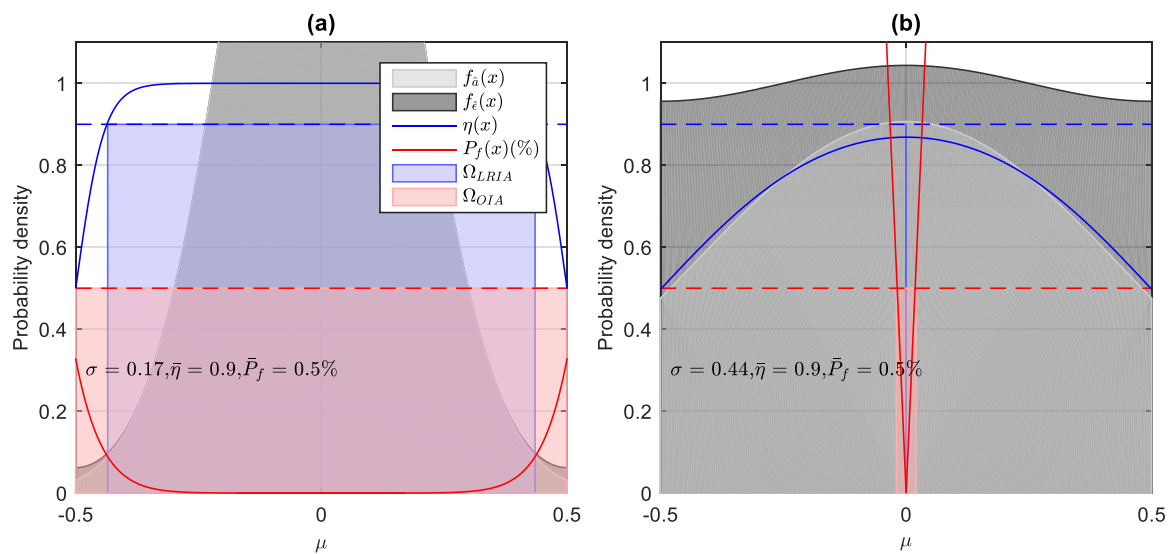 (a)
Probability density
1
0.8
0.6
0.4
0.2
0
-0.5
0
0.5
μ
f_â(x)
f_ε̌(x)
η(x)
P_f(x)(%)
Ω_LRIA
Ω_OIA
σ = 0.17,η̄ = 0.9,P̄_f = 0.5%
(b)
Probability density
1
0.8
0.6
0.4
0.2
0
-0.5
0
0.5
μ
σ = 0.44,η̄ = 0.9,P̄_f = 0.5%